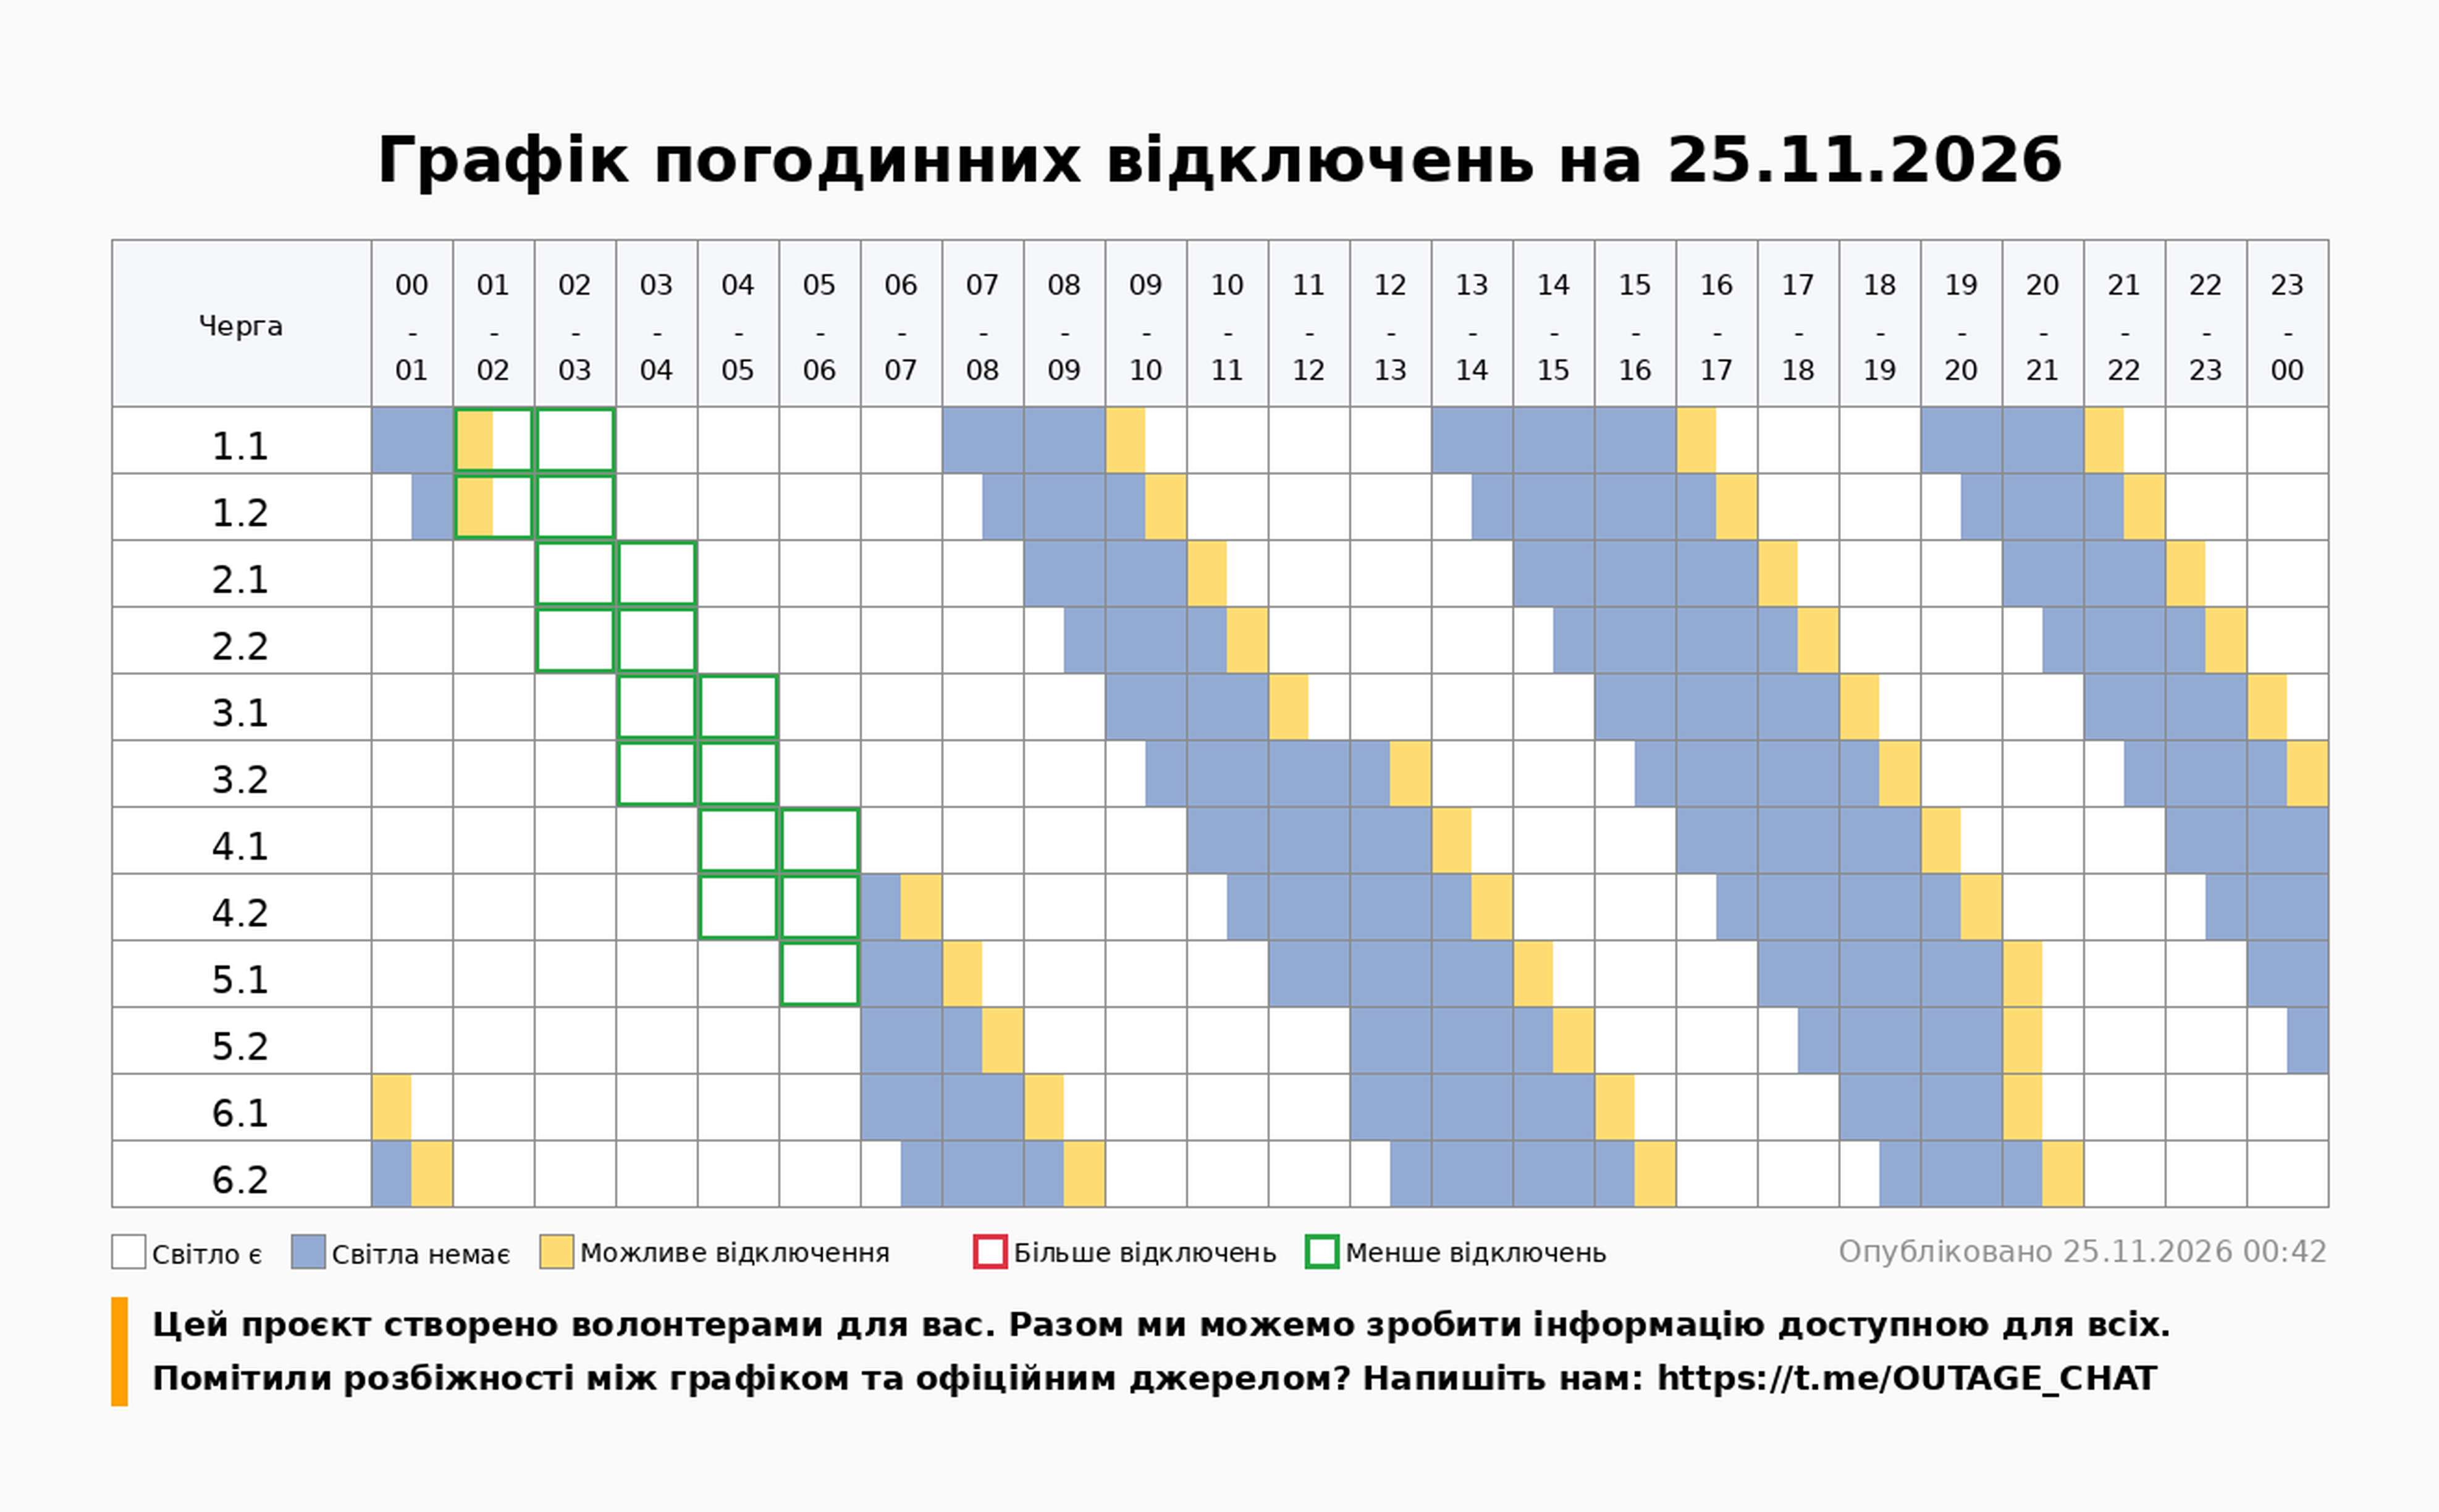 Графік погодинних відключень на 25.11.2026
Черга 00 - 01 01 - 02 02 - 03 03 - 04 04 - 05 05 - 06 06 - 07 07 - 08 08 - 09 09 - 10 10 - 11 11 - 12 12 - 13 13 - 14 14 - 15 15 - 16 16 - 17 17 - 18 18 - 19 19 - 20 20 - 21 21 - 22 22 - 23 23 - 00
1.1
1.2
2.1
2.2
3.1
3.2
4.1
4.2
5.1
5.2
6.1
6.2
Світло є Світла немає Можливе відключення Більше відключень Менше відключень Опубліковано 25.11.2026 00:42
Цей проєкт створено волонтерами для вас. Разом ми можемо зробити інформацію доступною для всіх.
Помітили розбіжності між графіком та офіційним джерелом? Напишіть нам: https://t.me/OUTAGE_CHAT